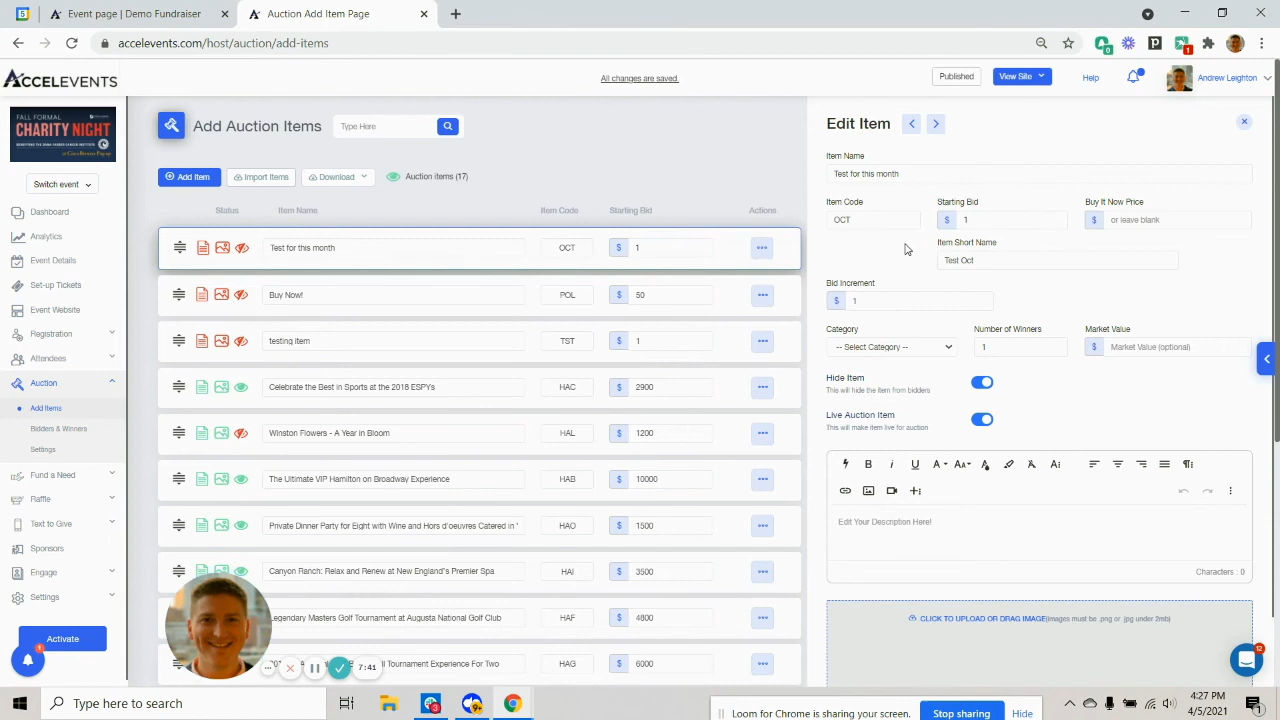 5
Andrew Demo Fundraiser
Auction Item Page
accelevents.com/host/auction/add-items
0
1
ACCELEVENTS
All changes are saved.
Published
View Site
Help
Andrew Leighton
FALL FORMAL
CHARITY NIGHT
Switch event
Dashboard
Analytics
Event Details
Set-up Tickets
Event Website
Registration
Attendees
Auction
Add Items
Bidders & Winners
Settings
Fund a Need
Raffle
Text to Give
Sponsors
Engage
Settings
Activate
1
Add Auction Items
Type Here
Add Item
Import Items
Download
Auction items (17)
Status
Item Name
Item Code
Starting Bid
Actions
Test for this month
OCT
$ 1
Buy Now!
POL
$ 50
testing item
TST
$ 1
Celebrate the Best in Sports at the 2018 ESPYs
HAC
$ 2900
Winston Flowers - A Year in Bloom
HAL
$ 1200
The Ultimate VIP Hamilton on Broadway Experience
HAB
$ 10000
Private Dinner Party for Eight with Wine and Hors d'oeuvres Catered in '
HAO
$ 1500
Canyon Ranch: Relax and Renew at New England's Premier Spa
HAI
$ 3500
Masters Golf Tournament at Augusta National Golf Club
HAF
$ 4800
Tournament Experience For Two
HAG
$ 6000
7:41
Edit Item
Item Name
Test for this month
Item Code
Starting Bid
Buy It Now Price
OCT
$ 1
$ or leave blank
Item Short Name
Test Oct
Bid Increment
$ 1
Category
Number of Winners
Market Value
-- Select Category --
1
$ Market Value (optional)
Hide Item
This will hide the item from bidders
Live Auction Item
This will make item live for auction
Edit Your Description Here!
Characters : 0
CLICK TO UPLOAD OR DRAG IMAGE(images must be .png or .jpg under 2mb)
12
Type here to search
Loom for Chrome is sharing your screen.
Stop sharing
Hide
4:27 PM
4/5/2021